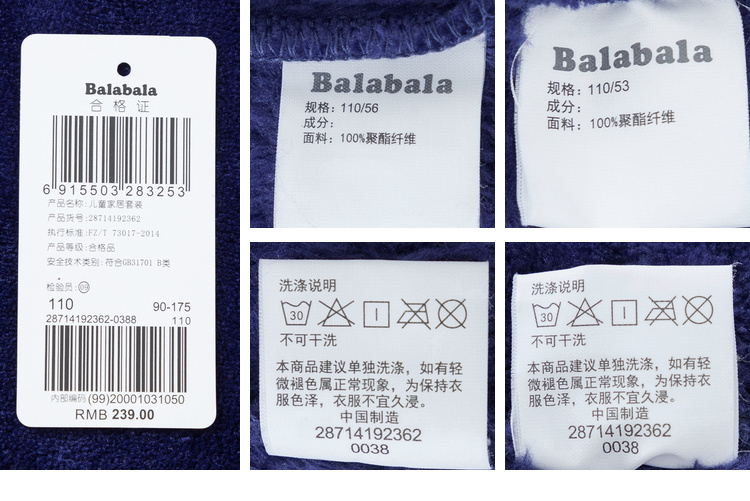 Balabala
合格证
6 915503 283253
产品名称:儿童家居套装
产品货号:28714192362
执行标准:FZ/T 73017-2014
产品等级:合格品
安全技术类别:符合GB31701 B类
检验员:
110 90-175
28714192362-0388 110
内部编码 (99)20001031050
RMB 239.00
Balabala
规格：110/56
成分：
面料：100%聚酯纤维
Balabala
规格：110/53
成分：
面料：100%聚酯纤维
洗涤说明
30
不可干洗
本商品建议单独洗涤，如有轻
微褪色属正常现象，为保持衣
服色泽，衣服不宜久浸。
中国制造
28714192362
0038
洗涤说明
30
不可干洗
本商品建议单独洗涤，如有轻
微褪色属正常现象，为保持衣
服色泽，衣服不宜久浸。
中国制造
28714192362
0038